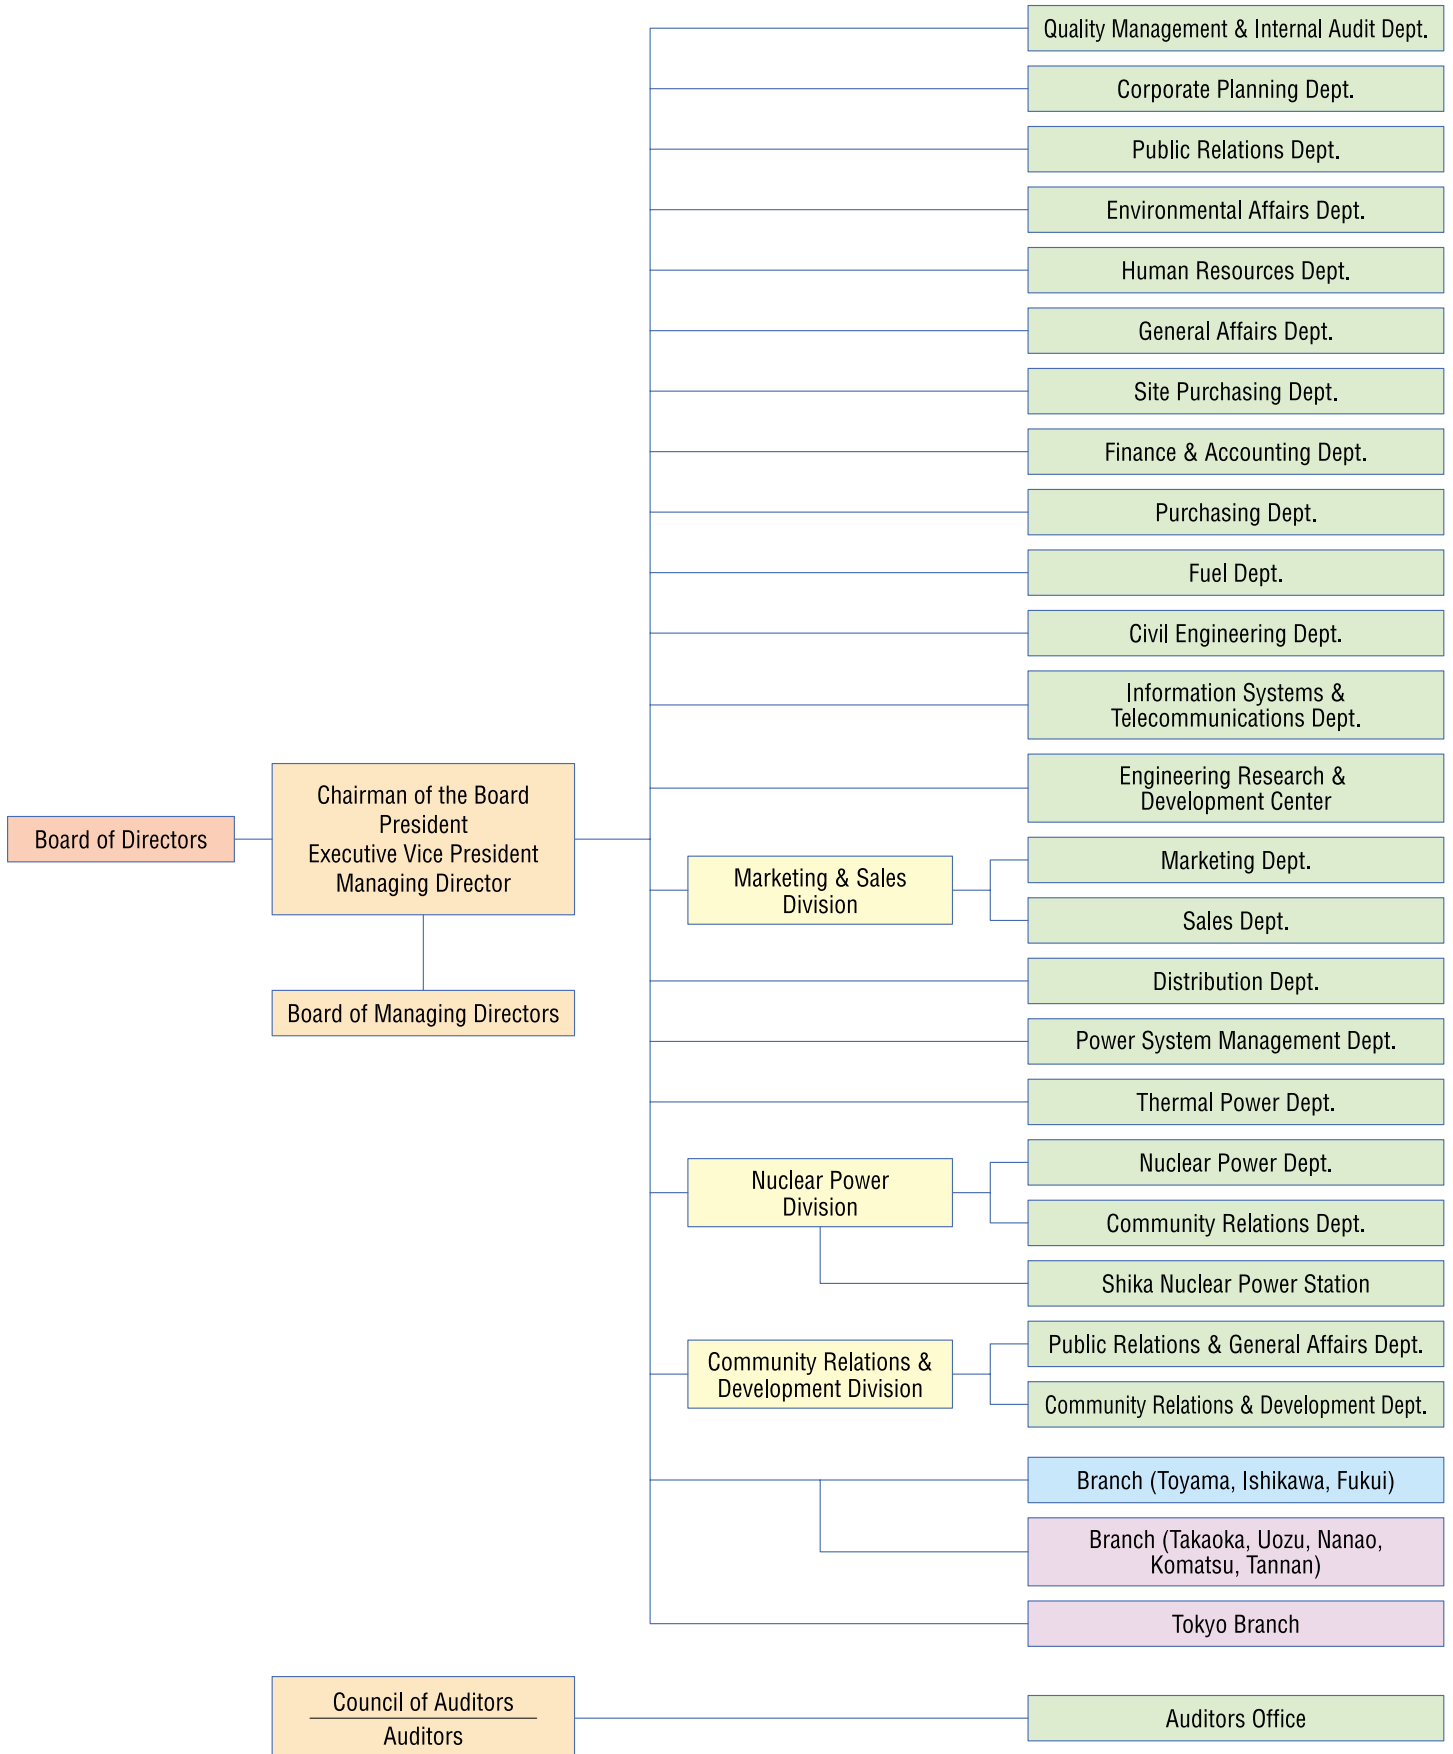 Quality Management & Internal Audit Dept.
Corporate Planning Dept.
Public Relations Dept.
Environmental Affairs Dept.
Human Resources Dept.
General Affairs Dept.
Site Purchasing Dept.
Finance & Accounting Dept.
Purchasing Dept.
Fuel Dept.
Civil Engineering Dept.
Information Systems &
Telecommunications Dept.
Engineering Research &
Development Center
Board of Directors
Chairman of the Board
President
Executive Vice President
Managing Director
Board of Managing Directors
Marketing & Sales
Division
Marketing Dept.
Sales Dept.
Distribution Dept.
Power System Management Dept.
Thermal Power Dept.
Nuclear Power
Division
Nuclear Power Dept.
Community Relations Dept.
Shika Nuclear Power Station
Community Relations &
Development Division
Public Relations & General Affairs Dept.
Community Relations & Development Dept.
Branch (Toyama, Ishikawa, Fukui)
Branch (Takaoka, Uozu, Nanao,
Komatsu, Tannan)
Tokyo Branch
Council of Auditors
Auditors
Auditors Office